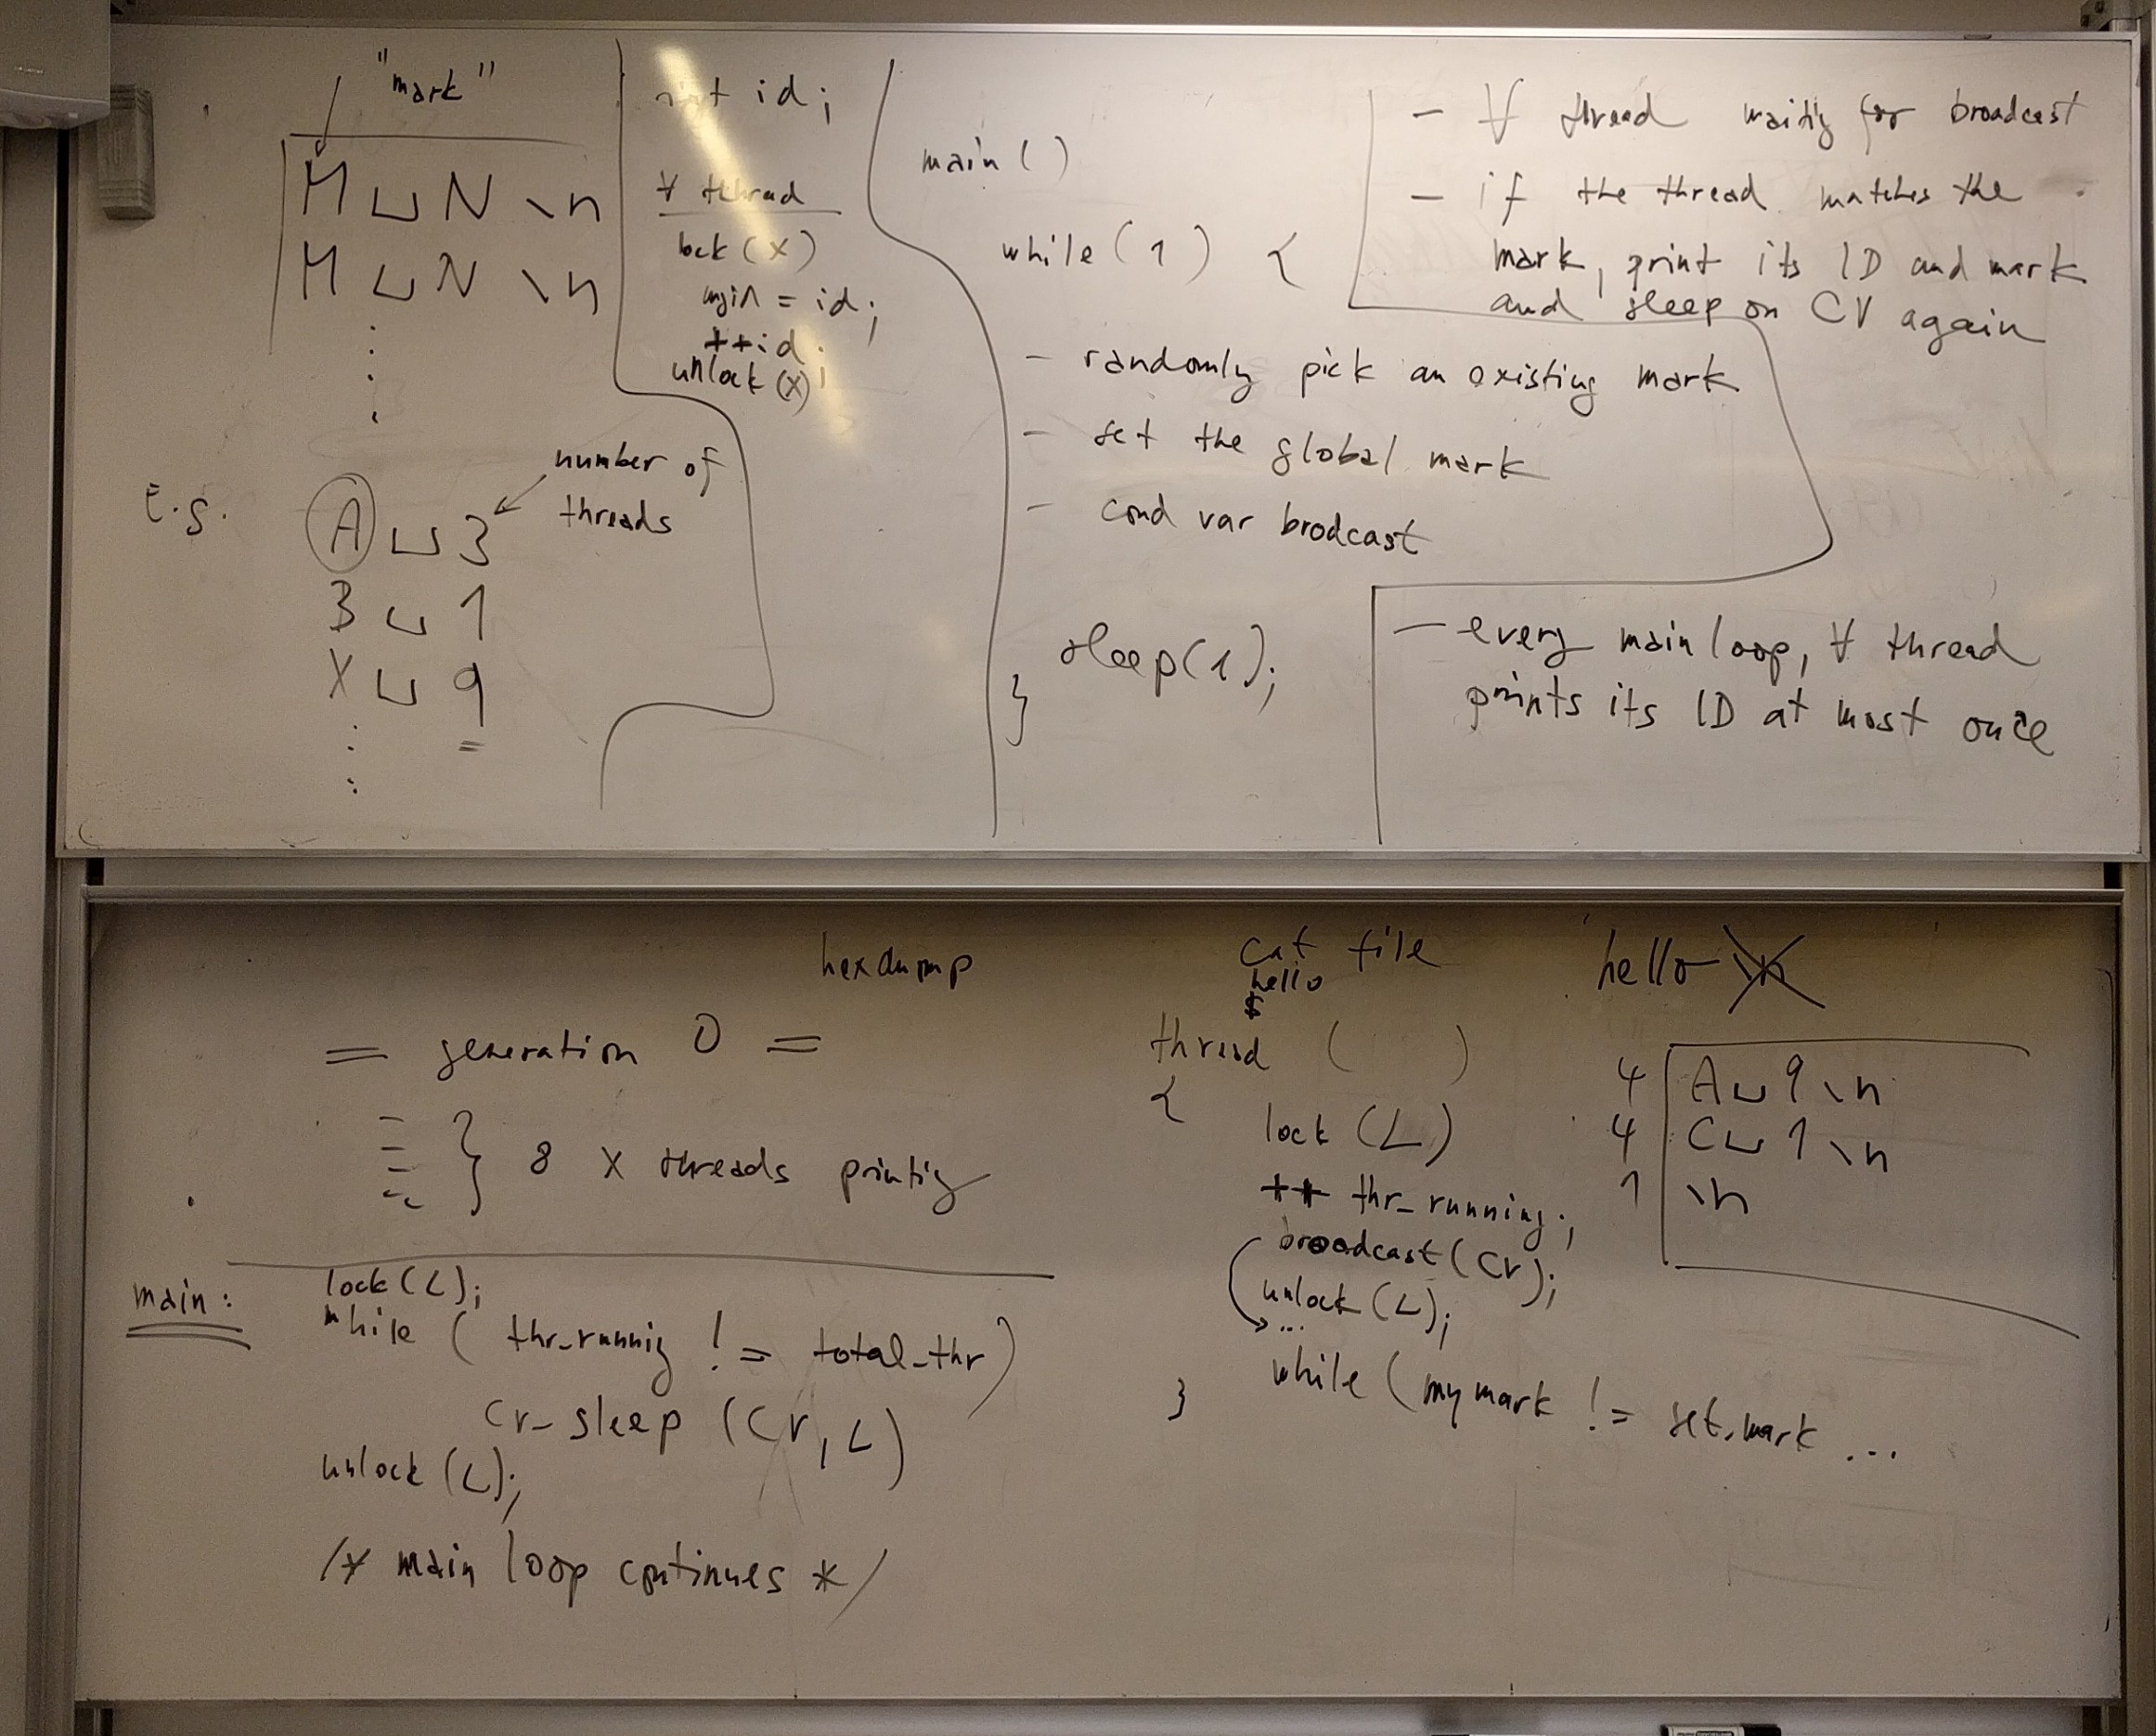 "mark"
M␣N\n
M␣N\n
E.g.
A␣3
number of
threads
B␣1
X␣9
int id;
∀ thread
lock(X)
myid = id;
++id;
unlock(X)
main()
while(1) {
- randomly pick an existing mark
- set the global mark
- cond var brodcast
sleep(1);
}
- ∀ thread waiting for broadcast
- if the thread matches the
mark, print its ID and mark
and sleep on CV again
- every main loop, ∀ thread
prints its ID at most once
hexdump
= generation 0 =
} 8 x threads printing
main:
lock(L);
while (thr_running != total_thr)
cv_sleep (cv, L)
unlock(L);
/* main loop continues */
cat file
hello
$
hello \n
thread ( )
{
lock (L)
++ thr_running;
broadcast(cv);
unlock(L);
...
while (mymark != set_mark ...
}
4 A␣9\n
4 C␣1\n
1 \n